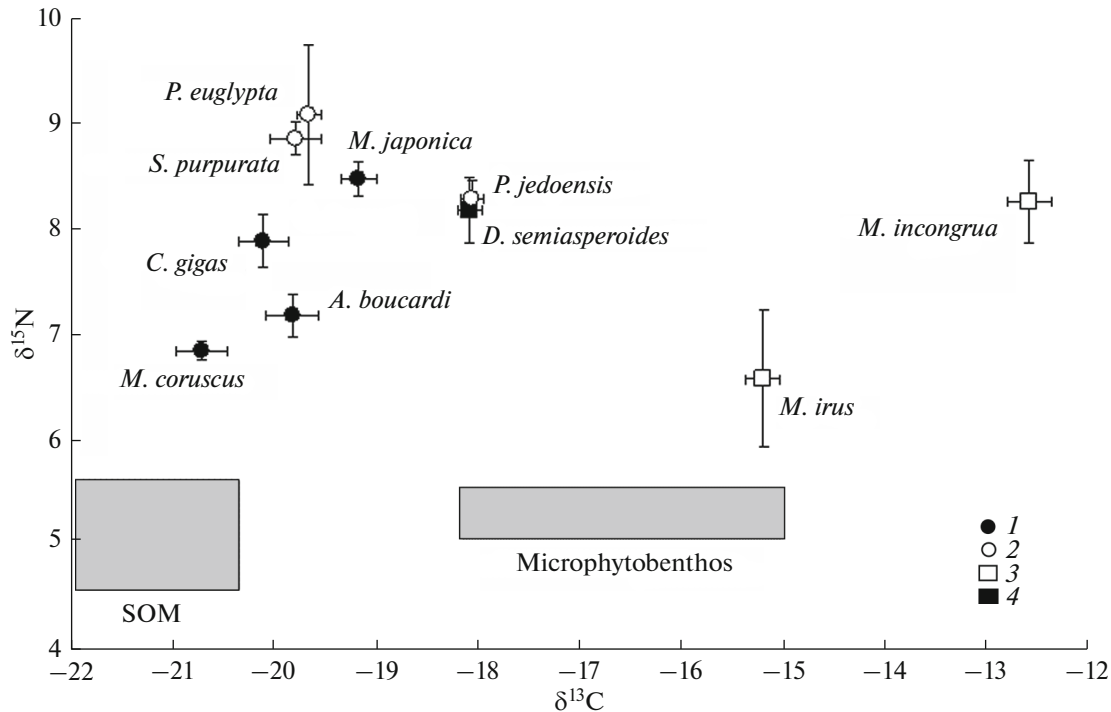 10
9
8
7
6
5
4
δ¹⁵N
P. euglypta
S. purpurata
M. japonica
P. jedoensis
D. semiasperoides
M. incongrua
C. gigas
A. boucardi
M. coruscus
M. irus
SOM
Microphytobenthos
1
2
3
4
−22 −21 −20 −19 −18 −17 −16 −15 −14 −13 −12
δ¹³C